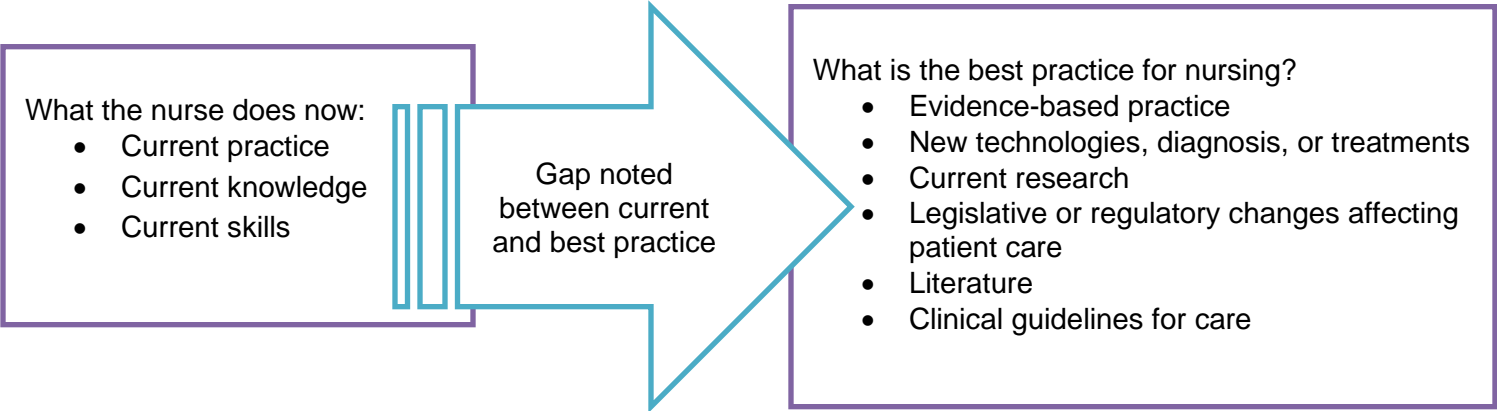 What the nurse does now:
• Current practice
• Current knowledge
• Current skills
Gap noted
between current
and best practice
What is the best practice for nursing?
• Evidence-based practice
• New technologies, diagnosis, or treatments
• Current research
• Legislative or regulatory changes affecting
patient care
• Literature
• Clinical guidelines for care